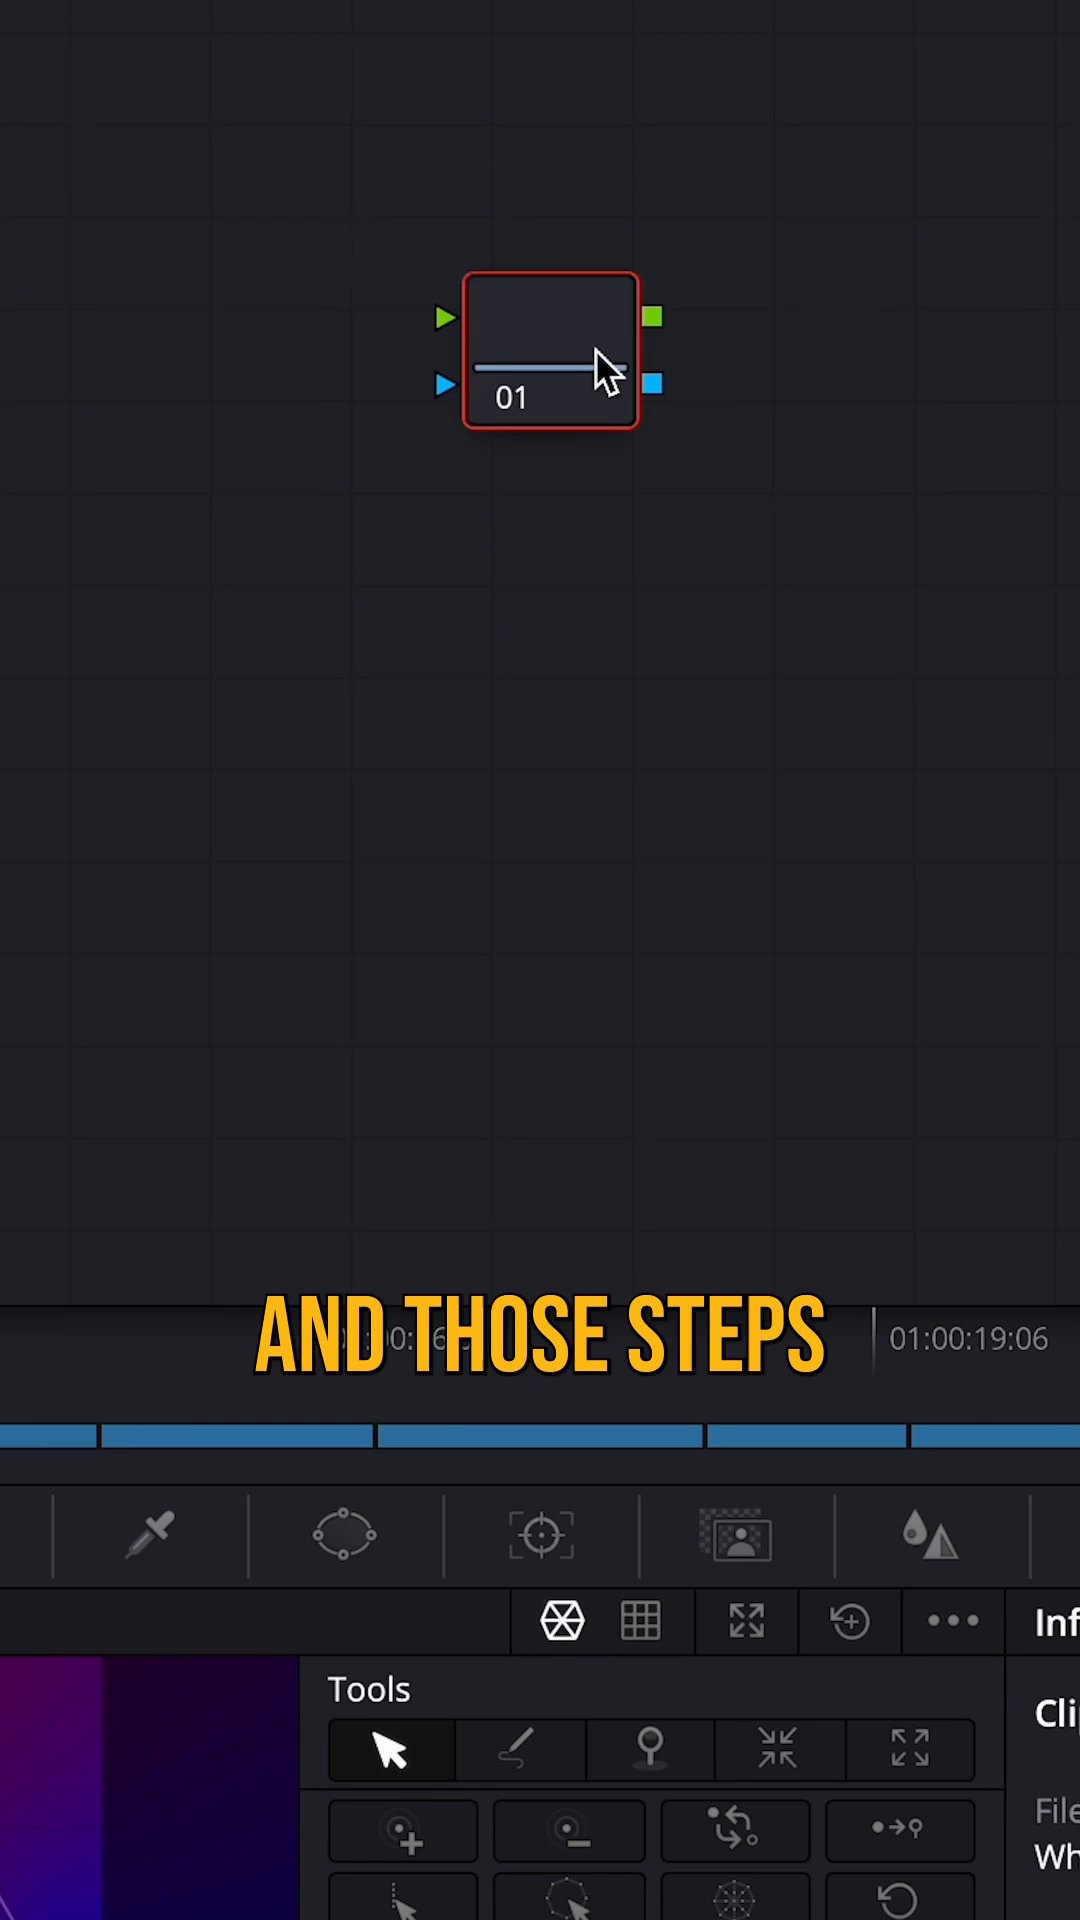 01
AND THOSE STEPS
01:00:19:06
Inf
Tools
Cli
File
Wh